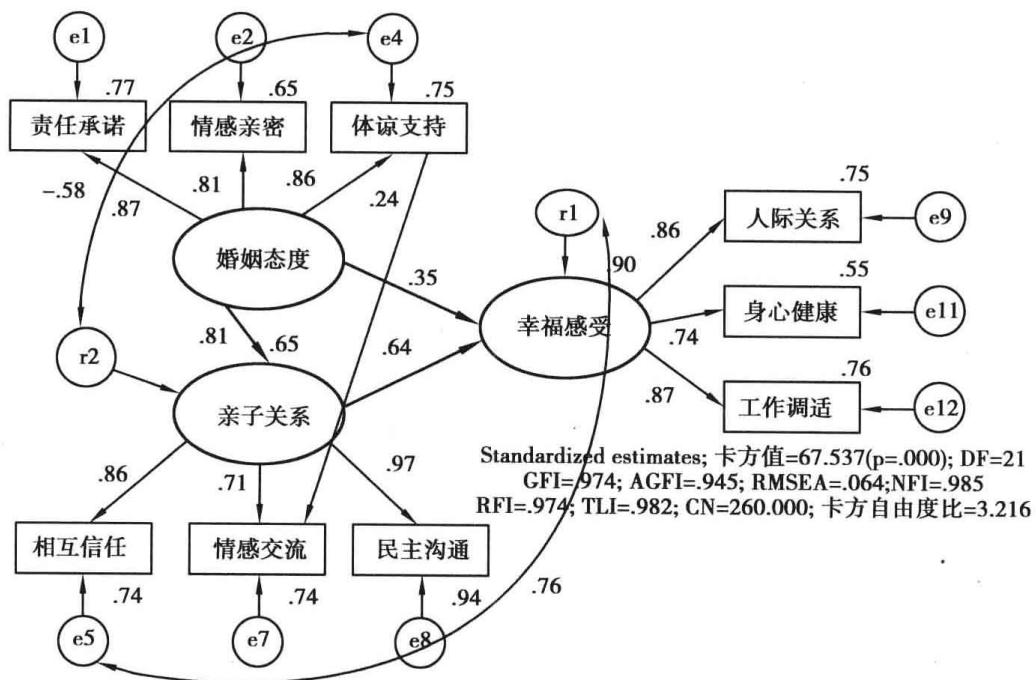 e1
e2
e4
.77
.65
.75
责任承诺
情感亲密
体谅支持
-.58
.87
.81
.86
.24
r1
.75
人际关系
e9
.86
.90
婚姻态度
.35
.55
身心健康
e11
幸福感受
.74
r2
.81
.65
.64
.87
.76
工作调适
e12
亲子关系
.86
.71
.97
Standardized estimates; 卡方值=67.537(p=.000); DF=21
GFI=.974; AGFI=.945; RMSEA=.064;NFI=.985
RFI=.974; TLI=.982; CN=260.000; 卡方自由度比=3.216
相互信任
情感交流
民主沟通
.74
.74
.94
.76
e5
e7
e8